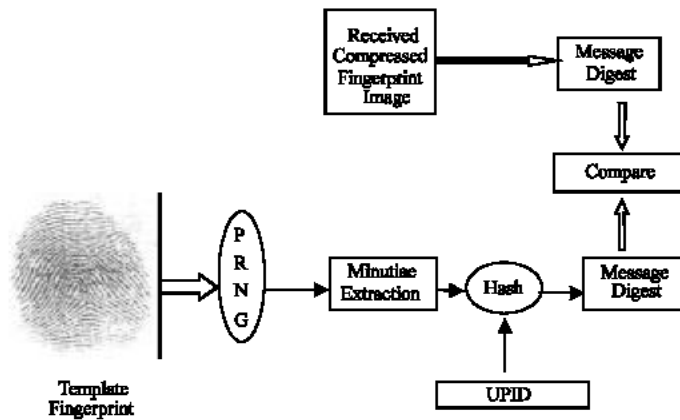 Received
Compressed
Fingerprint
Image
Message
Digest
Compare
P
R
N
G
Minutiae
Extraction
Hash
Message
Digest
UPID
Template
Fingerprint